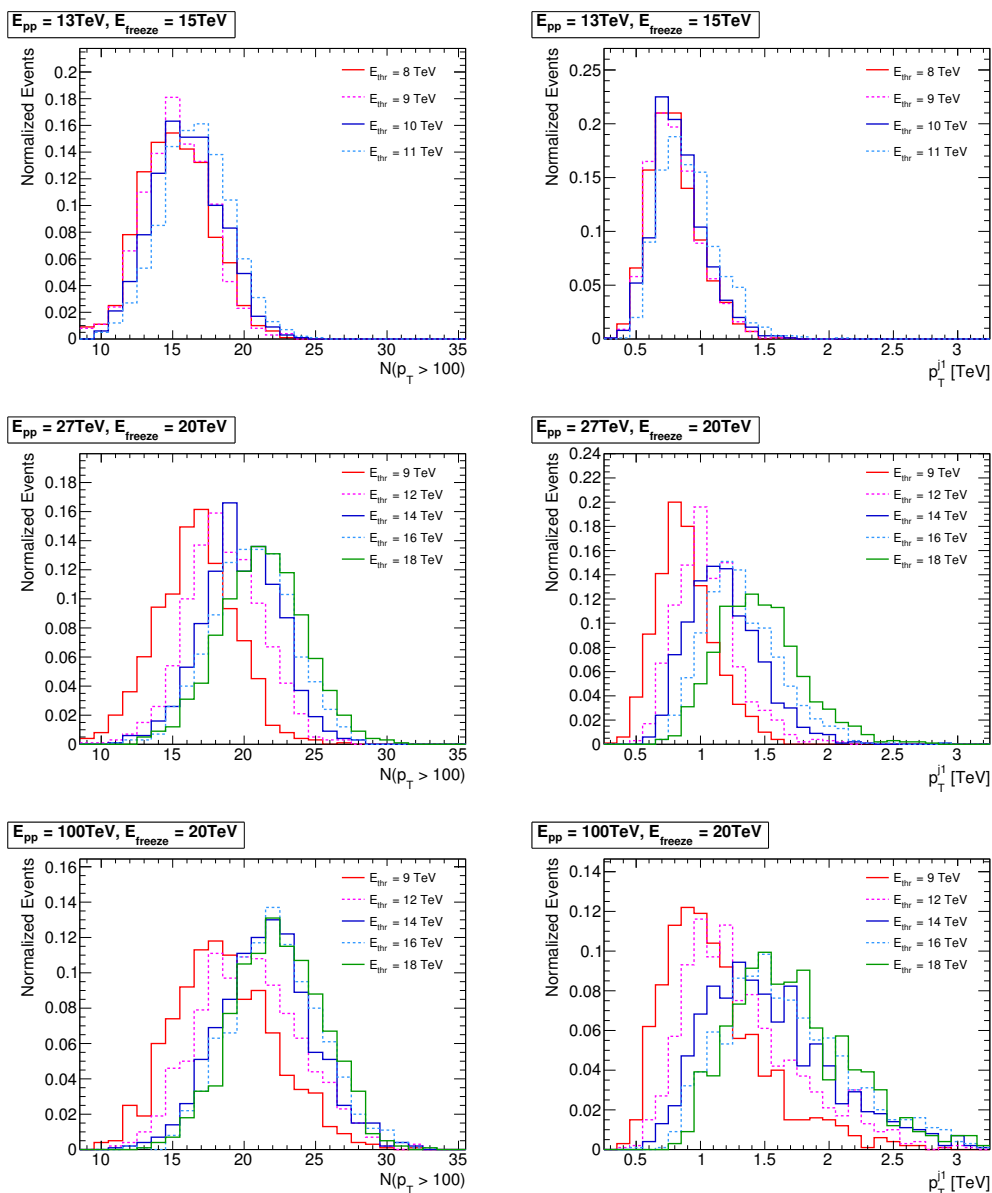 E_pp = 13TeV, E_freeze = 15TeV
Normalized Events
0.2
0.18
0.16
0.14
0.12
0.1
0.08
0.06
0.04
0.02
0
10 15 20 25 30 35
N(p_T > 100)
E_thr = 8 TeV
E_thr = 9 TeV
E_thr = 10 TeV
E_thr = 11 TeV
E_pp = 13TeV, E_freeze = 15TeV
Normalized Events
0.25
0.2
0.15
0.1
0.05
0
0.5 1 1.5 2 2.5 3
p_T^j1 [TeV]
E_thr = 8 TeV
E_thr = 9 TeV
E_thr = 10 TeV
E_thr = 11 TeV
E_pp = 27TeV, E_freeze = 20TeV
Normalized Events
0.18
0.16
0.14
0.12
0.1
0.08
0.06
0.04
0.02
0
10 15 20 25 30 35
N(p_T > 100)
E_thr = 9 TeV
E_thr = 12 TeV
E_thr = 14 TeV
E_thr = 16 TeV
E_thr = 18 TeV
E_pp = 27TeV, E_freeze = 20TeV
Normalized Events
0.24
0.22
0.2
0.18
0.16
0.14
0.12
0.1
0.08
0.06
0.04
0.02
0
0.5 1 1.5 2 2.5 3
p_T^j1 [TeV]
E_thr = 9 TeV
E_thr = 12 TeV
E_thr = 14 TeV
E_thr = 16 TeV
E_thr = 18 TeV
E_pp = 100TeV, E_freeze = 20TeV
Normalized Events
0.16
0.14
0.12
0.1
0.08
0.06
0.04
0.02
0
10 15 20 25 30 35
N(p_T > 100)
E_thr = 9 TeV
E_thr = 12 TeV
E_thr = 14 TeV
E_thr = 16 TeV
E_thr = 18 TeV
E_pp = 100TeV, E_freeze = 20TeV
Normalized Events
0.14
0.12
0.1
0.08
0.06
0.04
0.02
0
0.5 1 1.5 2 2.5 3
p_T^j1 [TeV]
E_thr = 9 TeV
E_thr = 12 TeV
E_thr = 14 TeV
E_thr = 16 TeV
E_thr = 18 TeV